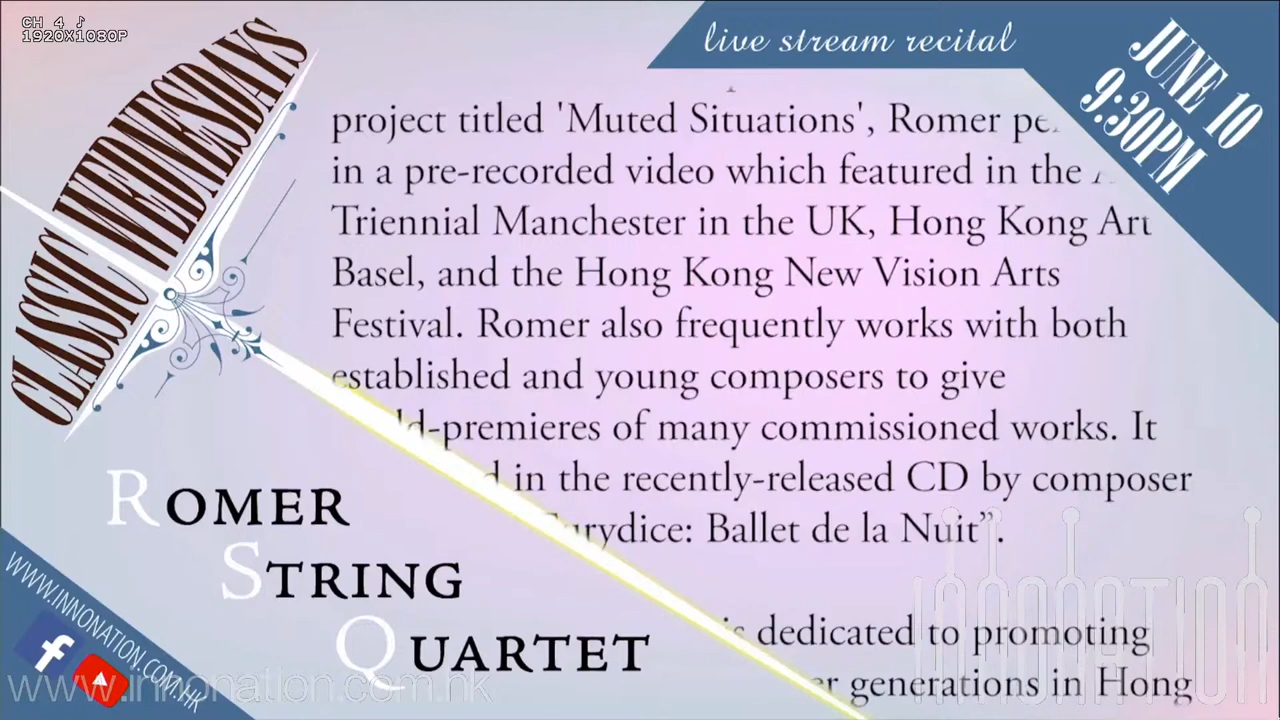 CH 4 ♪
1920X1080P
CLASSIC WEDNESDAYS
live stream recital
JUNE 10
9:30PM
project titled 'Muted Situations', Romer
in a pre-recorded video which featured in the
Triennial Manchester in the UK, Hong Kong Art
Basel, and the Hong Kong New Vision Arts
Festival. Romer also frequently works with both
established and young composers to give
-premieres of many commissioned works. It
in the recently-released CD by composer
Eurydice: Ballet de la Nuit”.
is dedicated to promoting
generations in Hong
ROMER
STRING
QUARTET
WWW.INNONATION.COM.HK
www.innonation.com.hk
INNONATION